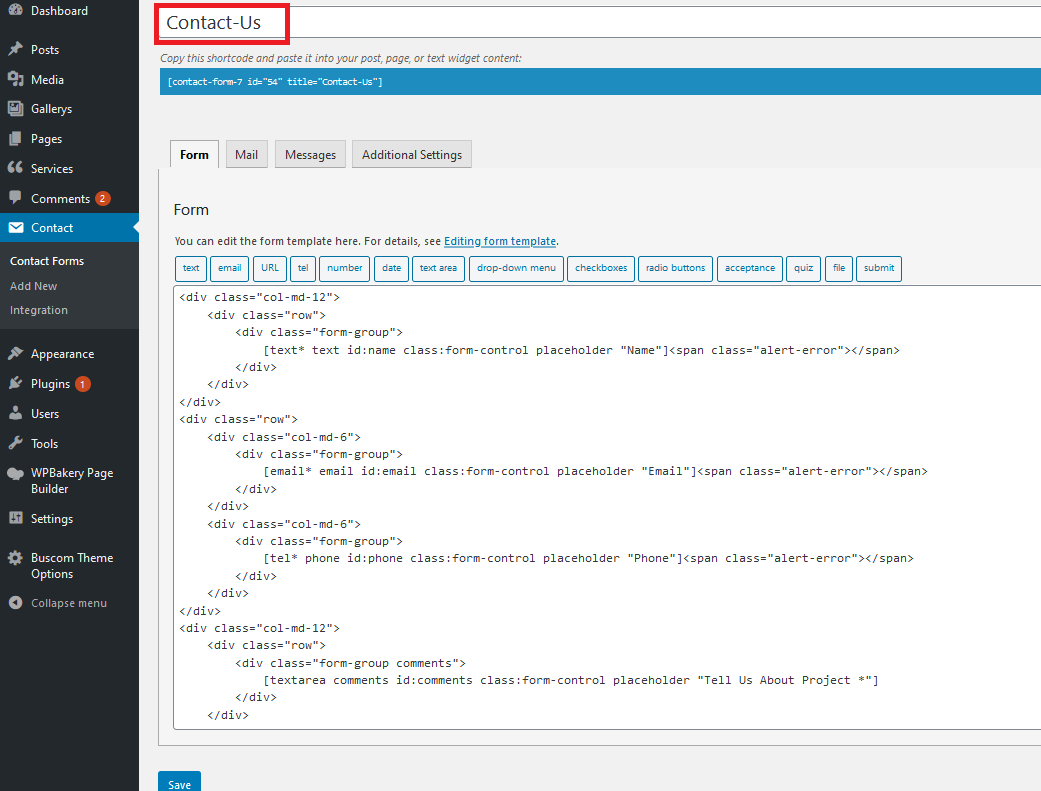 Dashboard
Posts
Media
Gallerys
Pages
Services
Comments 2
Contact
Contact Forms
Add New
Integration
Appearance
Plugins 1
Users
Tools
WPBakery Page
Builder
Settings
Buscom Theme
Options
Collapse menu
Contact-Us
Copy this shortcode and paste it into your post, page, or text widget content:
[contact-form-7 id="54" title="Contact-Us"]
Form Mail Messages Additional Settings
Form
You can edit the form template here. For details, see Editing form template.
text email URL tel number date text area drop-down menu checkboxes radio buttons acceptance quiz file submit
<div class="col-md-12">
<div class="row">
<div class="form-group">
[text* text id:name class:form-control placeholder "Name"]<span class="alert-error"></span>
</div>
</div>
</div>
<div class="row">
<div class="col-md-6">
<div class="form-group">
[email* email id:email class:form-control placeholder "Email"]<span class="alert-error"></span>
</div>
</div>
<div class="col-md-6">
<div class="form-group">
[tel* phone id:phone class:form-control placeholder "Phone"]<span class="alert-error"></span>
</div>
</div>
</div>
<div class="col-md-12">
<div class="row">
<div class="form-group comments">
[textarea comments id:comments class:form-control placeholder "Tell Us About Project *"]
</div>
</div>
Save